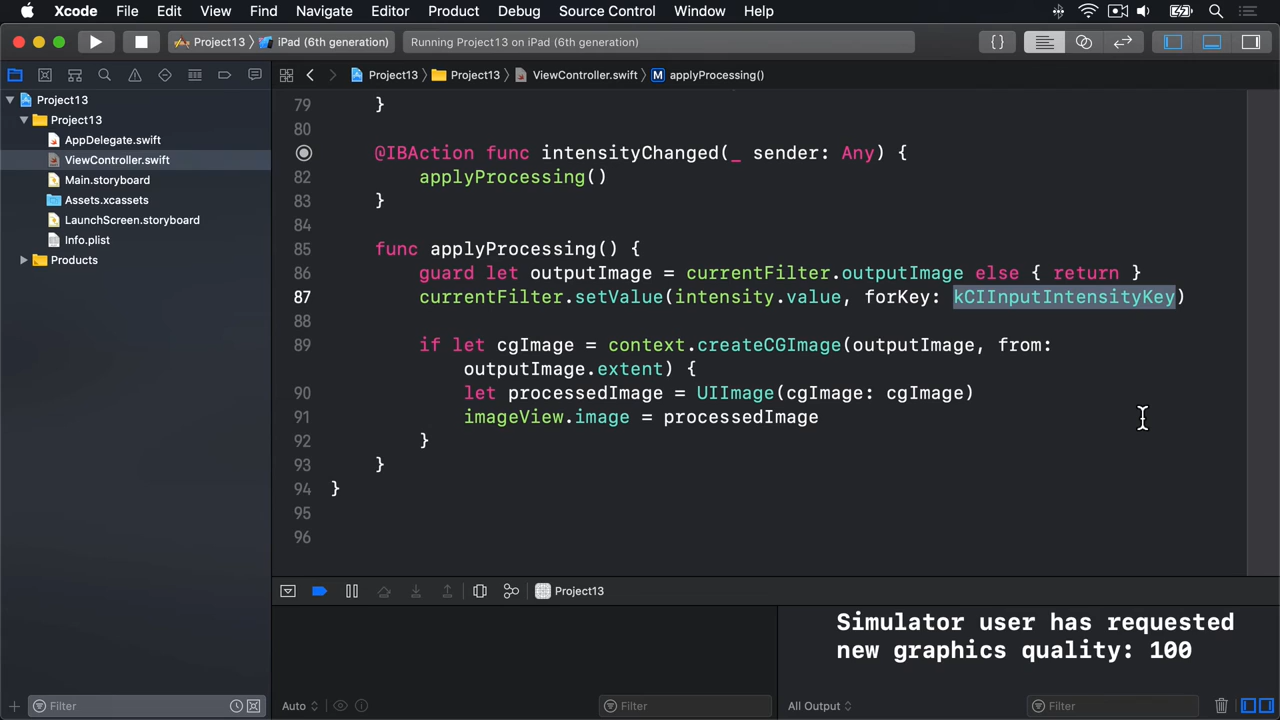 Xcode File Edit View Find Navigate Editor Product Debug Source Control Window Help
Project13 iPad (6th generation) Running Project13 on iPad (6th generation)
Project13 Project13 ViewController.swift M applyProcessing()
Project13
Project13
AppDelegate.swift
ViewController.swift
Main.storyboard
Assets.xcassets
LaunchScreen.storyboard
Info.plist
Products
79 }
80
@IBAction func intensityChanged(_ sender: Any) {
82 applyProcessing()
83 }
84
85 func applyProcessing() {
86 guard let outputImage = currentFilter.outputImage else { return }
87 currentFilter.setValue(intensity.value, forKey: kCIInputIntensityKey)
88
89 if let cgImage = context.createCGImage(outputImage, from:
outputImage.extent) {
90 let processedImage = UIImage(cgImage: cgImage)
91 imageView.image = processedImage
92 }
93 }
94 }
95
96
Project13
Simulator user has requested
new graphics quality: 100
Filter Auto Filter All Output Filter